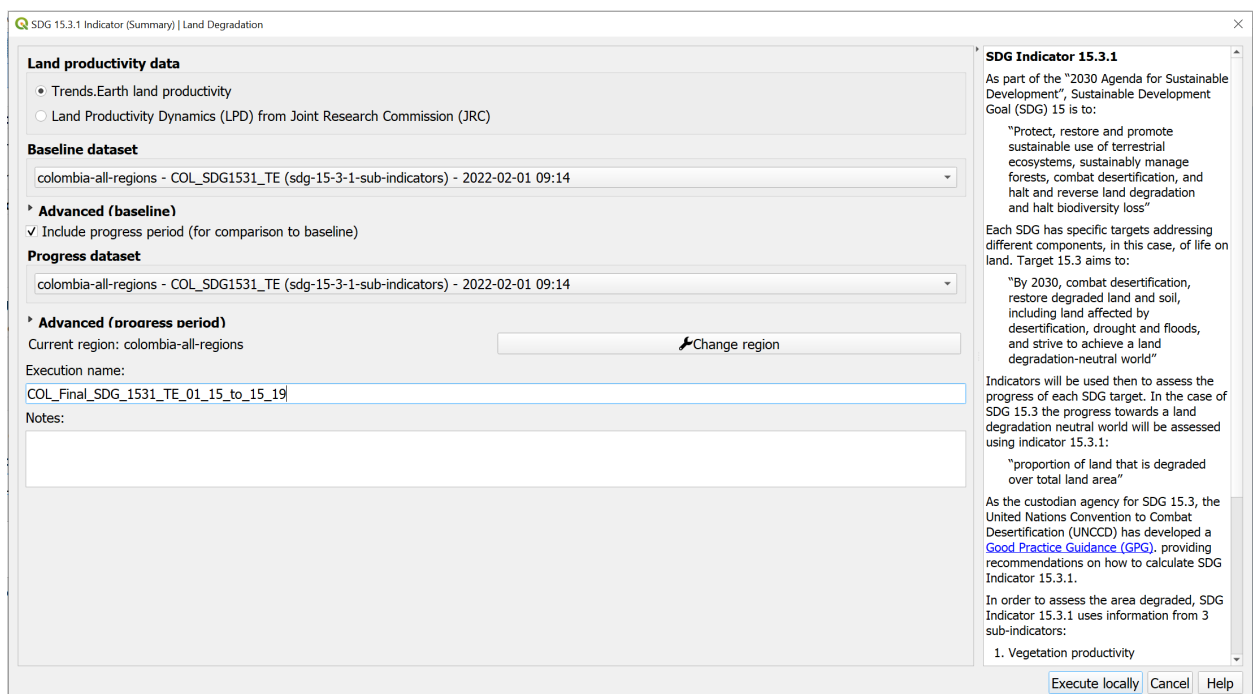 SDG 15.3.1 Indicator (Summary) | Land Degradation
Land productivity data
Trends.Earth land productivity
Land Productivity Dynamics (LPD) from Joint Research Commission (JRC)
Baseline dataset
colombia-all-regions - COL_SDG1531_TE (sdg-15-3-1-sub-indicators) - 2022-02-01 09:14
Advanced (baseline)
Include progress period (for comparison to baseline)
Progress dataset
colombia-all-regions - COL_SDG1531_TE (sdg-15-3-1-sub-indicators) - 2022-02-01 09:14
Advanced (progress period)
Current region: colombia-all-regions
Change region
Execution name:
COL_Final_SDG_1531_TE_01_15_to_15_19
Notes:
SDG Indicator 15.3.1
As part of the “2030 Agenda for Sustainable
Development”, Sustainable Development
Goal (SDG) 15 is to:
“Protect, restore and promote
sustainable use of terrestrial
ecosystems, sustainably manage
forests, combat desertification, and
halt and reverse land degradation
and halt biodiversity loss”
Each SDG has specific targets addressing
different components, in this case, of life on
land. Target 15.3 aims to:
“By 2030, combat desertification,
restore degraded land and soil,
including land affected by
desertification, drought and floods,
and strive to achieve a land
degradation-neutral world”
Indicators will be used then to assess the
progress of each SDG target. In the case of
SDG 15.3 the progress towards a land
degradation neutral world will be assessed
using indicator 15.3.1:
“proportion of land that is degraded
over total land area”
As the custodian agency for SDG 15.3, the
United Nations Convention to Combat
Desertification (UNCCD) has developed a
Good Practice Guidance (GPG). providing
recommendations on how to calculate SDG
Indicator 15.3.1.
In order to assess the area degraded, SDG
Indicator 15.3.1 uses information from 3
sub-indicators:
1. Vegetation productivity
Execute locally
Cancel
Help